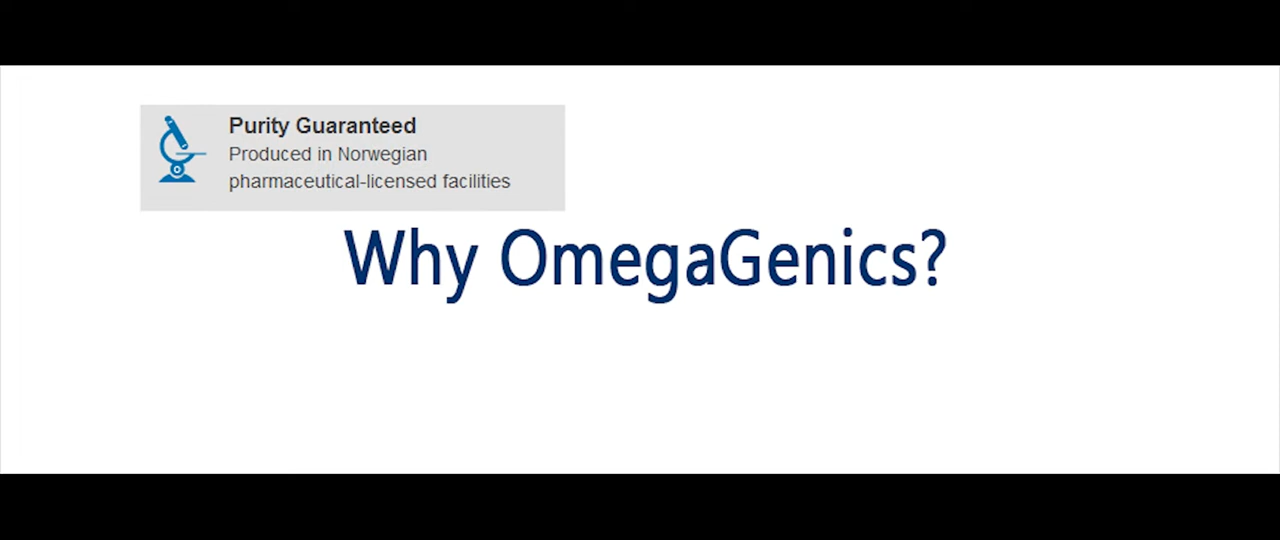 Purity Guaranteed
Produced in Norwegian
pharmaceutical-licensed facilities
Why OmegaGenics?